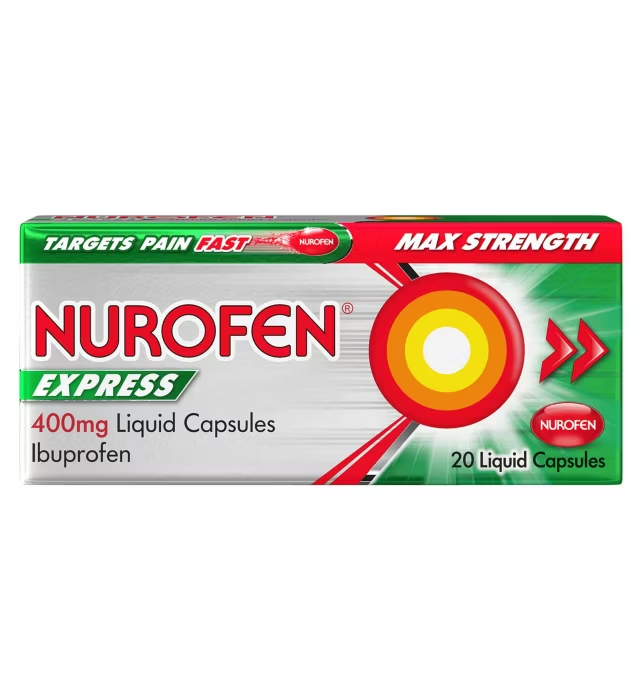 TARGETS PAIN FAST NUROFEN
MAX STRENGTH
NUROFEN®
EXPRESS
400mg Liquid Capsules
Ibuprofen
NUROFEN
20 Liquid Capsules